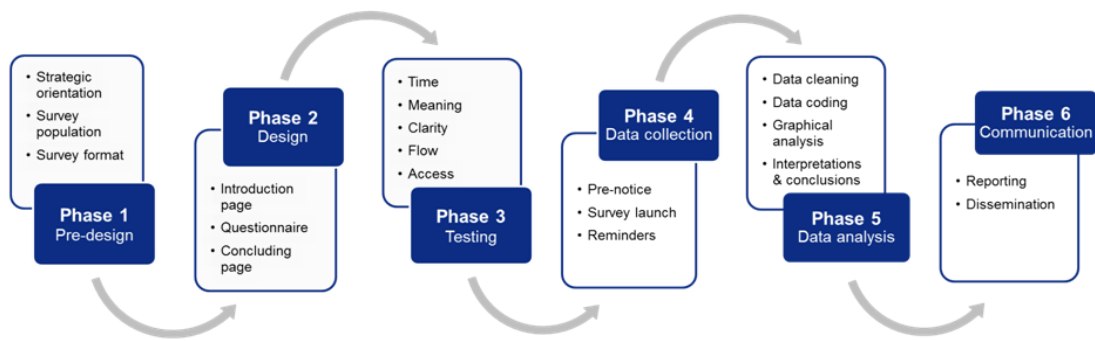 • Strategic
orientation
• Survey
population
• Survey format
Phase 1
Pre-design
Phase 2
Design
• Introduction
page
• Questionnaire
• Concluding
page
• Time
• Meaning
• Clarity
• Flow
• Access
Phase 3
Testing
Phase 4
Data collection
• Pre-notice
• Survey launch
• Reminders
• Data cleaning
• Data coding
• Graphical
analysis
• Interpretations
& conclusions
Phase 5
Data analysis
Phase 6
Communication
• Reporting
• Dissemination